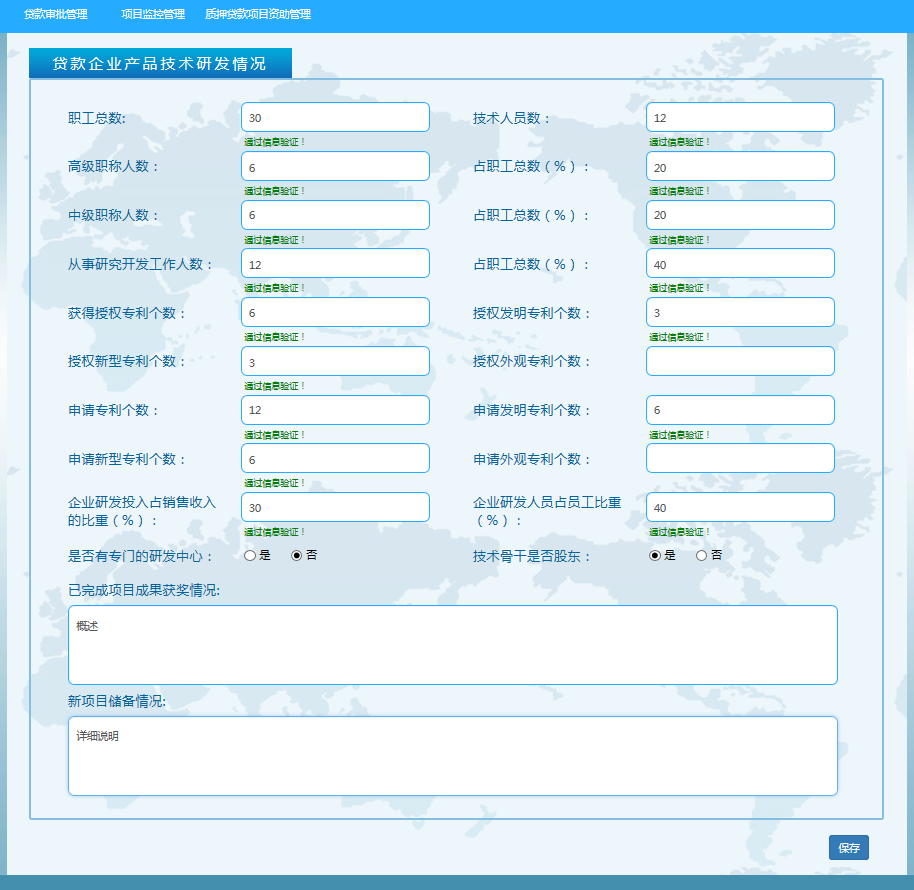 贷款审批管理 项目监控管理 质押贷款项目资助管理
贷款企业产品技术研发情况
职工总数: 30 技术人员数： 12
通过信息验证！ 通过信息验证！
高级职称人数： 6 占职工总数（%）： 20
通过信息验证！ 通过信息验证！
中级职称人数： 6 占职工总数（%）： 20
通过信息验证！ 通过信息验证！
从事研究开发工作人数： 12 占职工总数（%）： 40
通过信息验证！ 通过信息验证！
获得授权专利个数： 6 授权发明专利个数： 3
通过信息验证！ 通过信息验证！
授权新型专利个数： 3 授权外观专利个数：
通过信息验证！
申请专利个数： 12 申请发明专利个数： 6
通过信息验证！ 通过信息验证！
申请新型专利个数： 6 申请外观专利个数：
通过信息验证！
企业研发投入占销售收入 30 企业研发人员占员工比重 40
的比重（%）： （%）：
通过信息验证！ 通过信息验证！
是否有专门的研发中心： 是 否 技术骨干是否股东： 是 否
已完成项目成果获奖情况:
概述
新项目储备情况:
详细说明
保存